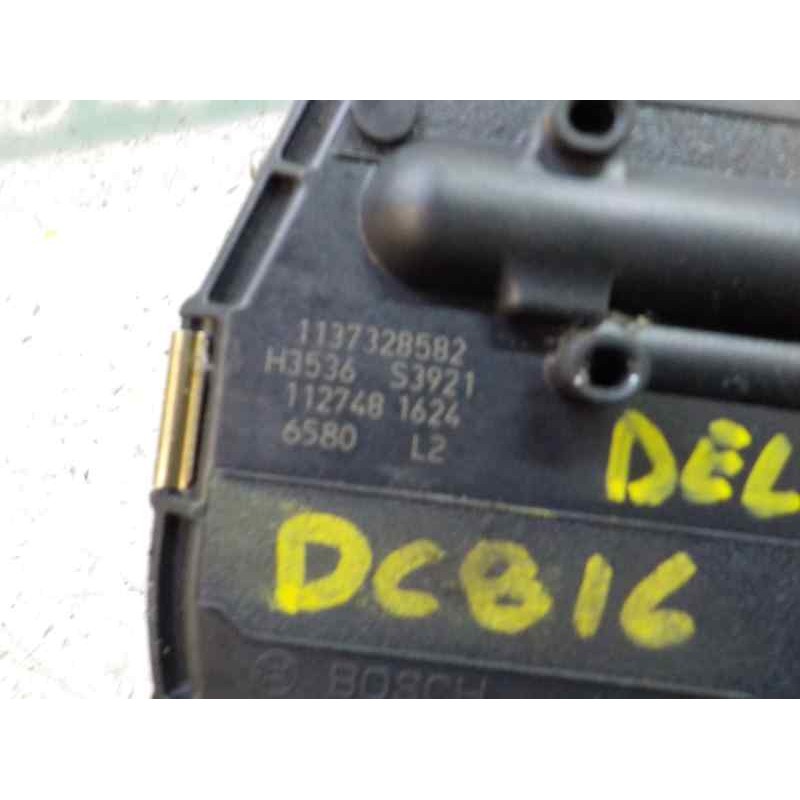 1137328582
H3536 S3921
112748 1624
6580 L2
DEL
DCB16
BOSCH